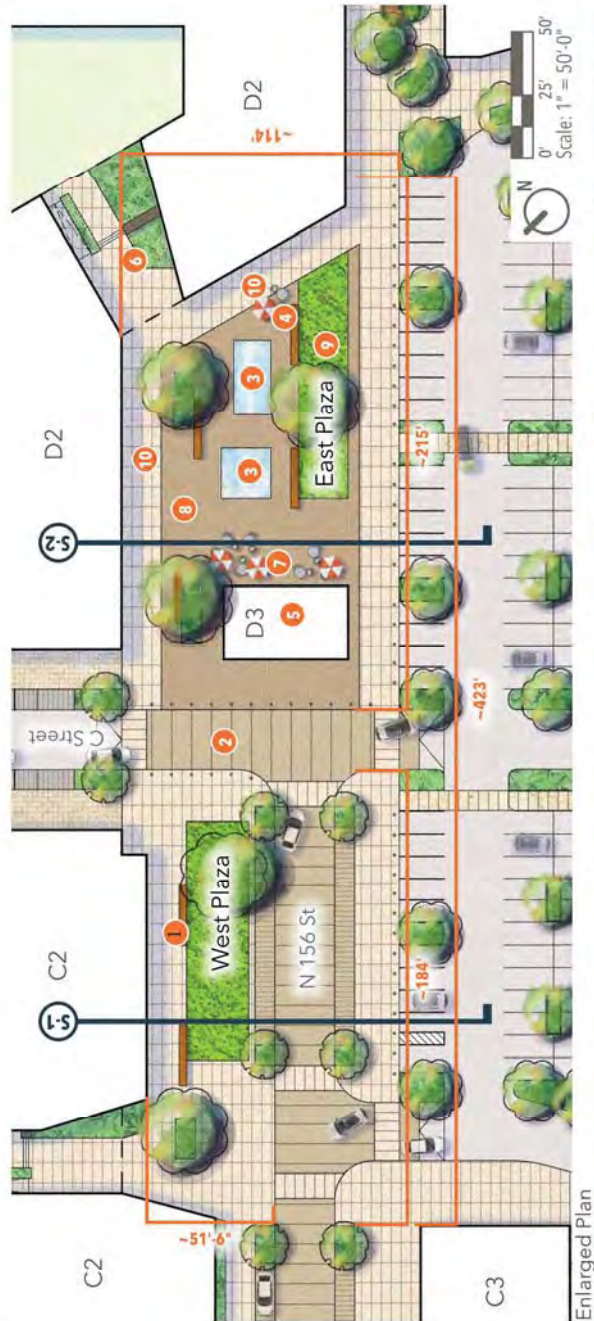 C2
C2
C Street
D2
D2
S-1
S-2
1
2
3
3
4
5
6
7
8
9
10
10
West Plaza
East Plaza
D3
N 156 St
~51'-6"
~114'
~184'
~215'
~423'
C3
N
0'
25'
50'
Scale: 1" = 50'-0"
Enlarged Plan